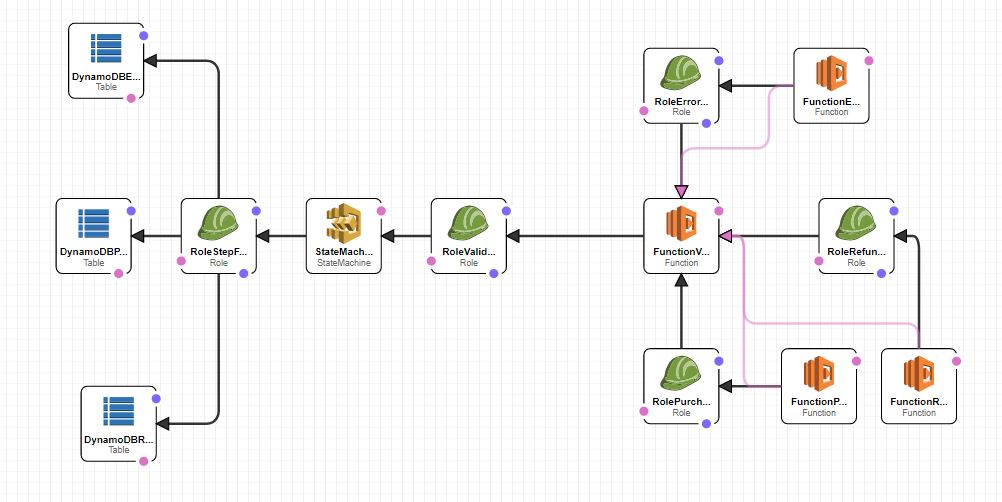 DynamoDBE...
Table
RoleError...
Role
FunctionE...
Function
DynamoDBP...
Table
RoleStepF...
Role
StateMach...
StateMachine
RoleValid...
Role
FunctionV...
Function
RoleRefun...
Role
DynamoDBR...
Table
RolePurch...
Role
FunctionP...
Function
FunctionR...
Function